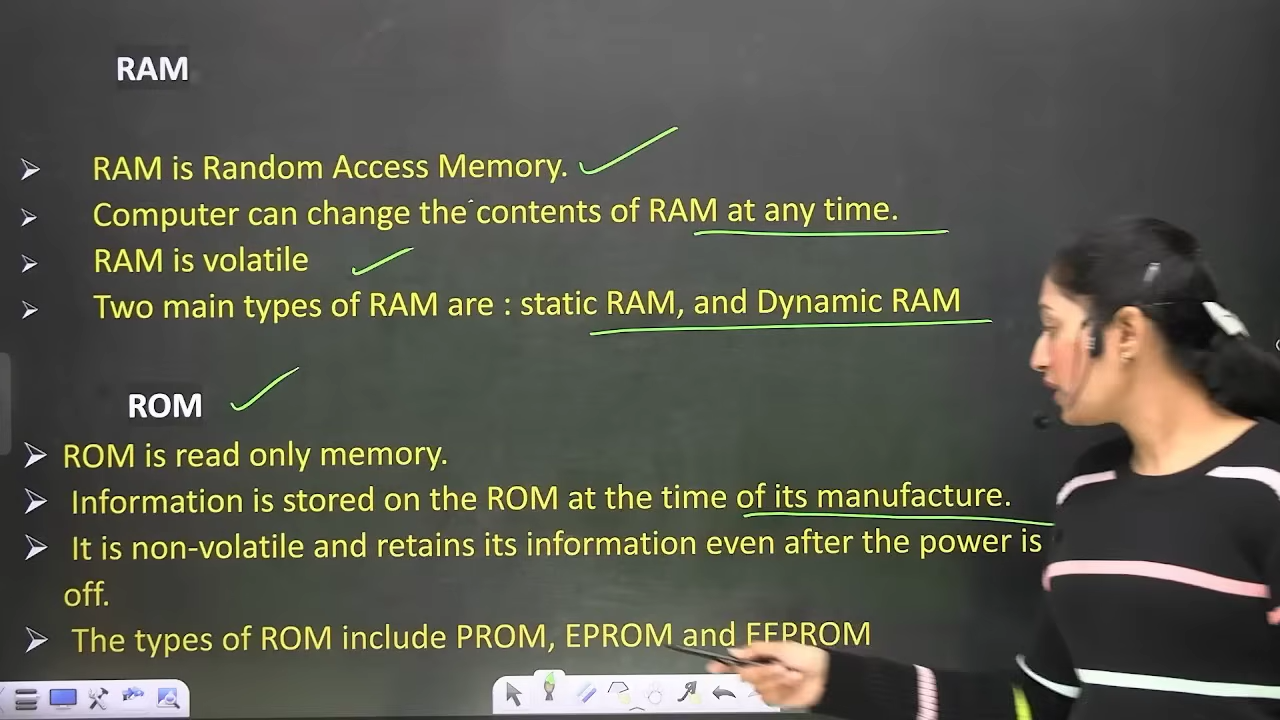 RAM
RAM is Random Access Memory.
Computer can change the contents of RAM at any time.
RAM is volatile
Two main types of RAM are : static RAM, and Dynamic RAM
ROM
ROM is read only memory.
Information is stored on the ROM at the time of its manufacture.
It is non-volatile and retains its information even after the power is
off.
The types of ROM include PROM, EPROM and EEPROM